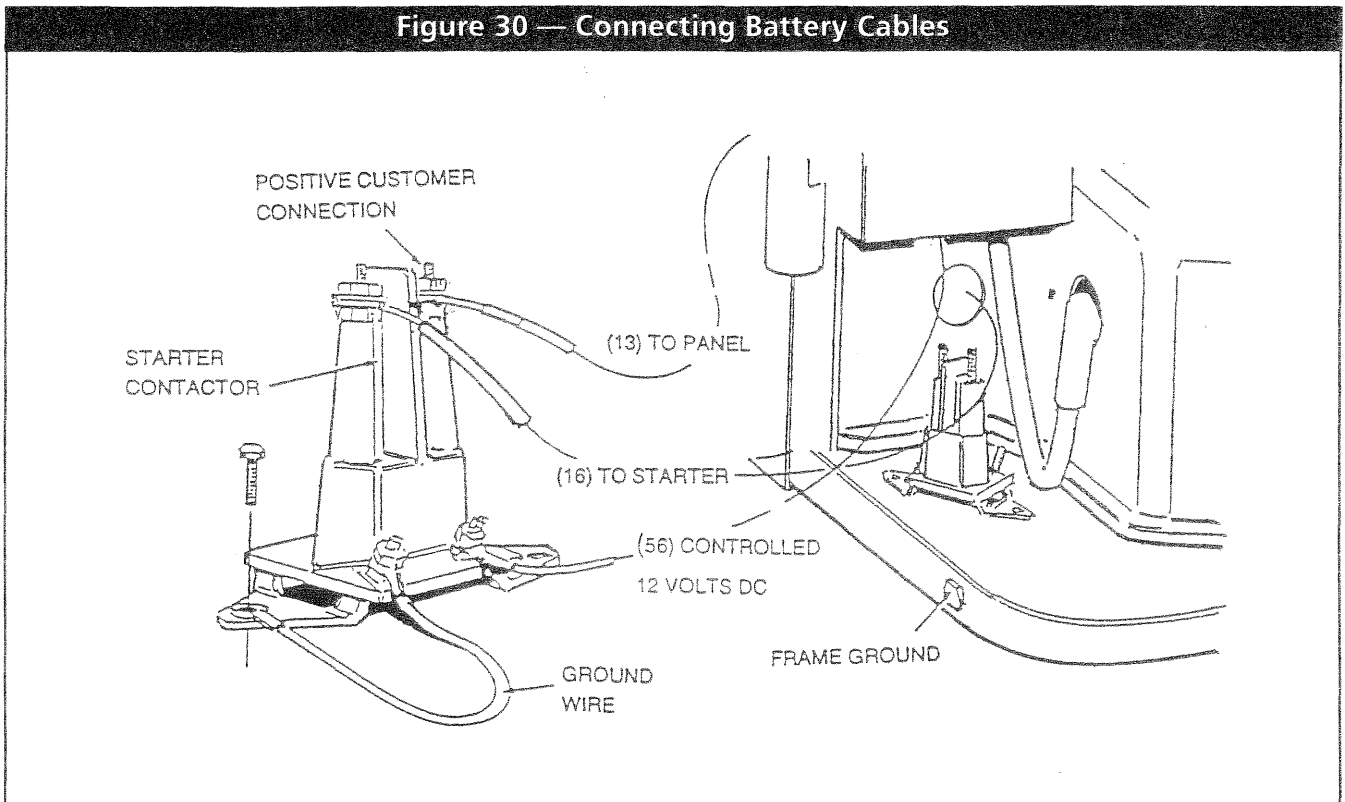 Figure 30 — Connecting Battery Cables
POSITIVE CUSTOMER
CONNECTION
STARTER
CONTACTOR
(13) TO PANEL
(16) TO STARTER
(56) CONTROLLED
12 VOLTS DC
FRAME GROUND
GROUND
WIRE